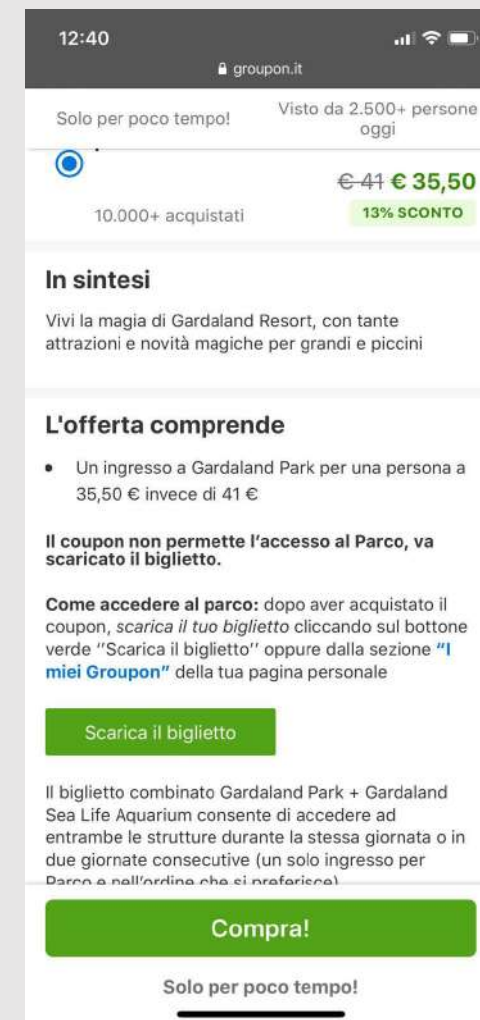 12:40
groupon.it
Solo per poco tempo!
Visto da 2.500+ persone
oggi
€ 41 € 35,50
10.000+ acquistati
13% SCONTO
In sintesi
Vivi la magia di Gardaland Resort, con tante
attrazioni e novità magiche per grandi e piccini
L'offerta comprende
• Un ingresso a Gardaland Park per una persona a
35,50 € invece di 41 €
Il coupon non permette l’accesso al Parco, va
scaricato il biglietto.
Come accedere al parco: dopo aver acquistato il
coupon, scarica il tuo biglietto cliccando sul bottone
verde ‘‘Scarica il biglietto’’ oppure dalla sezione “I
miei Groupon” della tua pagina personale
Scarica il biglietto
Il biglietto combinato Gardaland Park + Gardaland
Sea Life Aquarium consente di accedere ad
entrambe le strutture durante la stessa giornata o in
due giornate consecutive (un solo ingresso per
Parco e nell’ordine che si preferisce)
Compra!
Solo per poco tempo!